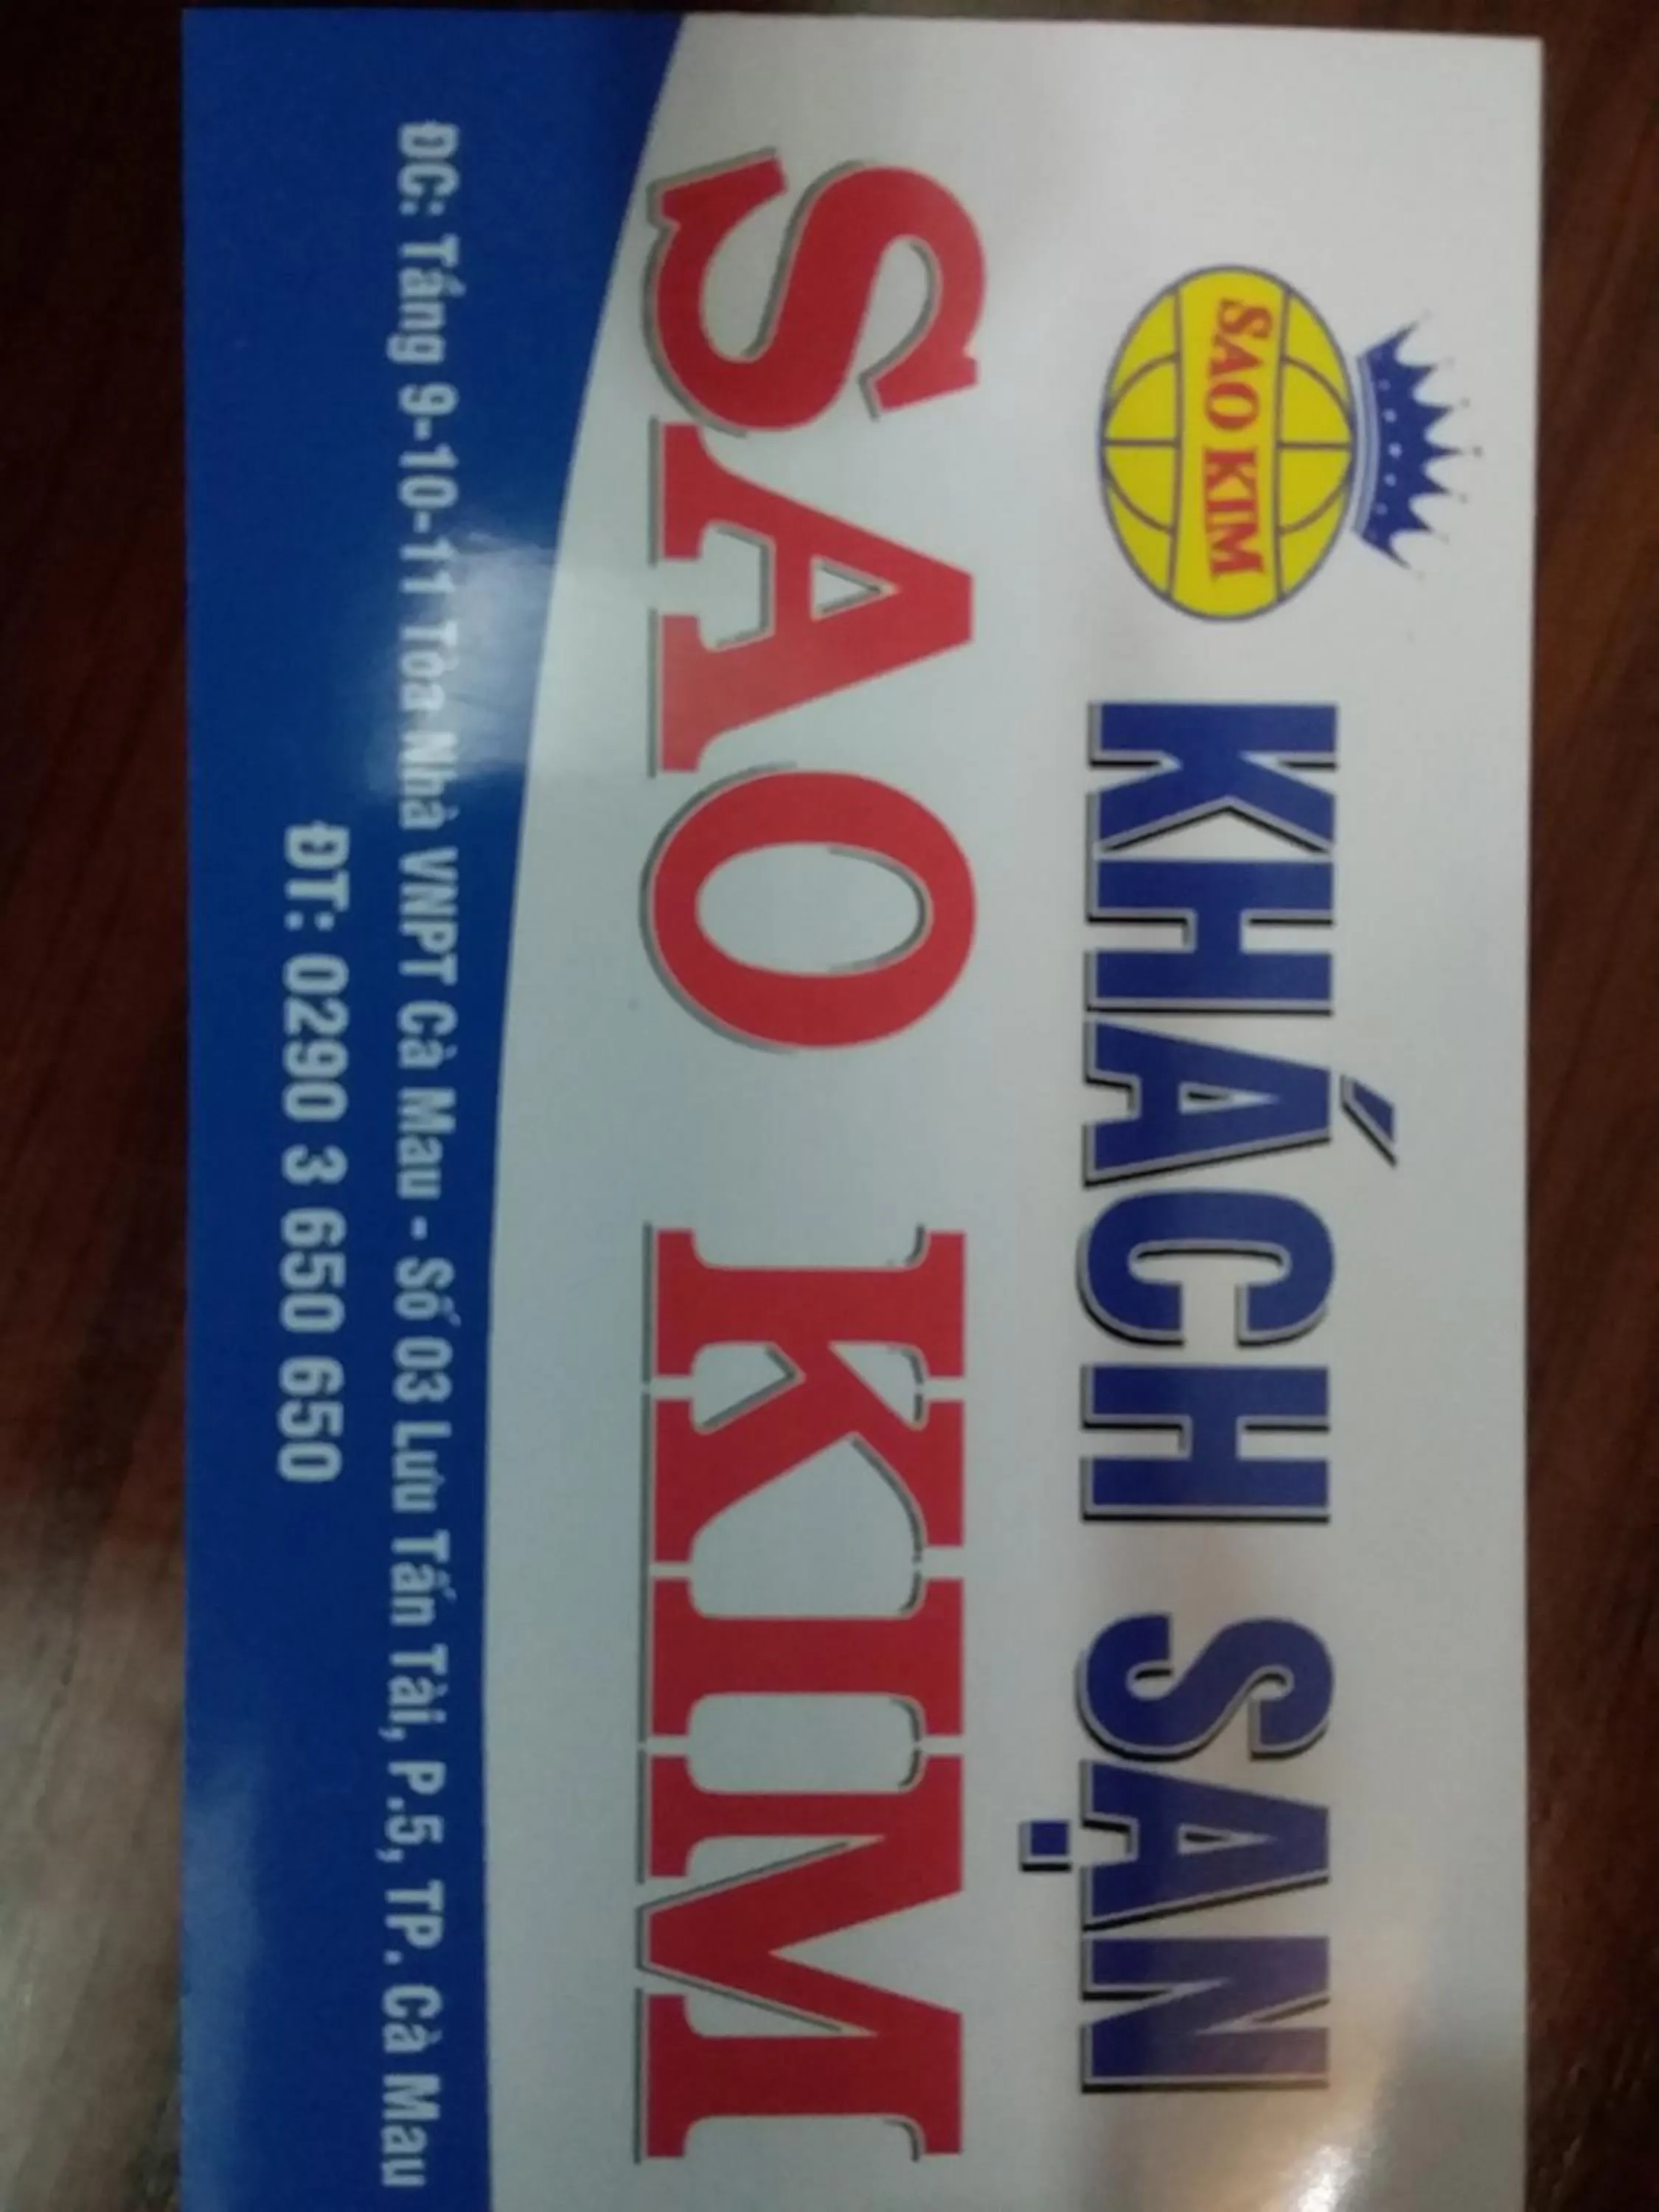 SAO KIM
KHÁCH SẠN
SAO KIM
ĐC: Tầng 9-10-11 Tòa Nhà VNPT Cà Mau - Số 03 Lưu Tấn Tài, P.5, TP. Cà Mau
ĐT: 0290 3 650 650